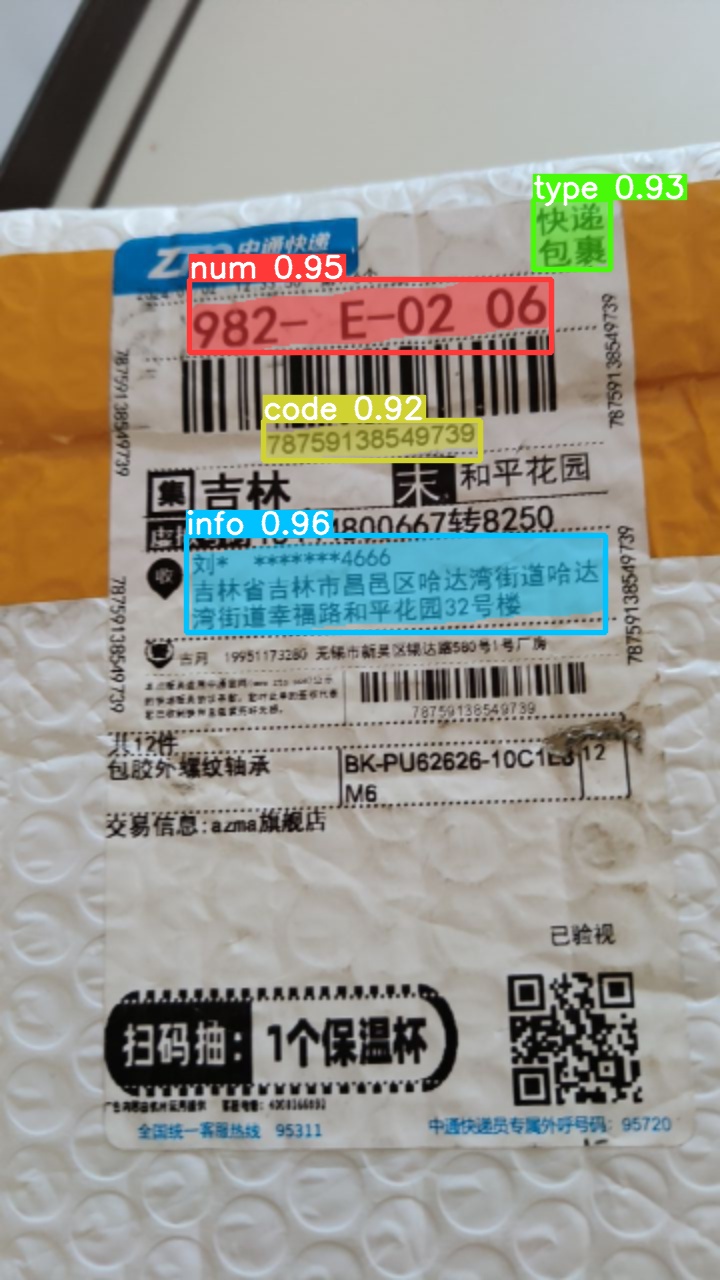 type 0.93
快递
包裹
中通快递
num 0.95
982- E-02 06
code 0.92
78759138549739
78759138549739
78759138549739
集 吉林 末 和平花园
info 0.96
4800667转8250
刘* *******4666
收
吉林省吉林市昌邑区哈达湾街道哈达
湾街道幸福路和平花园32号楼
78759138549739
78759138549739
19951173280 无锡市新吴区锡达路580号1号厂房
78759138549739
共12件
包胶外螺纹轴承 BK-PU62626-10C1 12
M6
交易信息:azma旗舰店
已验视
扫码抽: 1个保温杯
全国统一客服热线 95311
中通快递员专属外呼号码: 95720